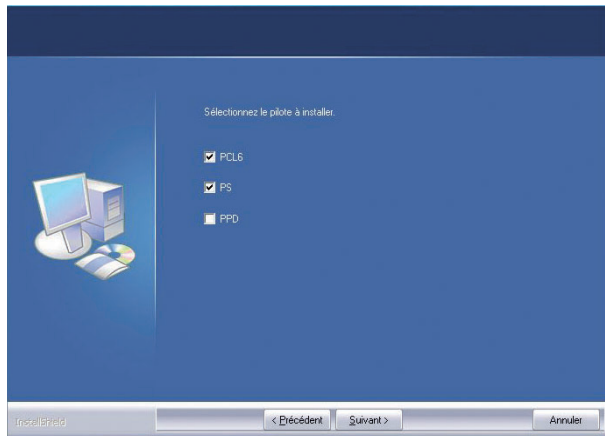 Sélectionnez le pilote à installer.
PCL6
PS
PPD
InstallShield
< Précédent
Suivant >
Annuler